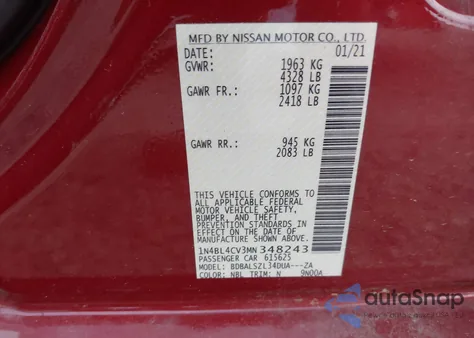 MFD BY NISSAN MOTOR CO., LTD.
DATE: 01/21
GVWR: 1963 KG
4328 LB
GAWR FR.: 1097 KG
2418 LB
GAWR RR.: 945 KG
2083 LB
THIS VEHICLE CONFORMS TO
ALL APPLICABLE FEDERAL
MOTOR VEHICLE SAFETY,
BUMPER, AND THEFT
PREVENTION STANDARDS
IN EFFECT ON THE DATE OF
MANUFACTURE SHOWN ABOVE.
1N4BL4CV3MN348243
PASSENGER CAR 615625
MODEL: BDBALSZL34DUA---ZA
COLOR: NBL TRIM: N 9N00A
autoSnap